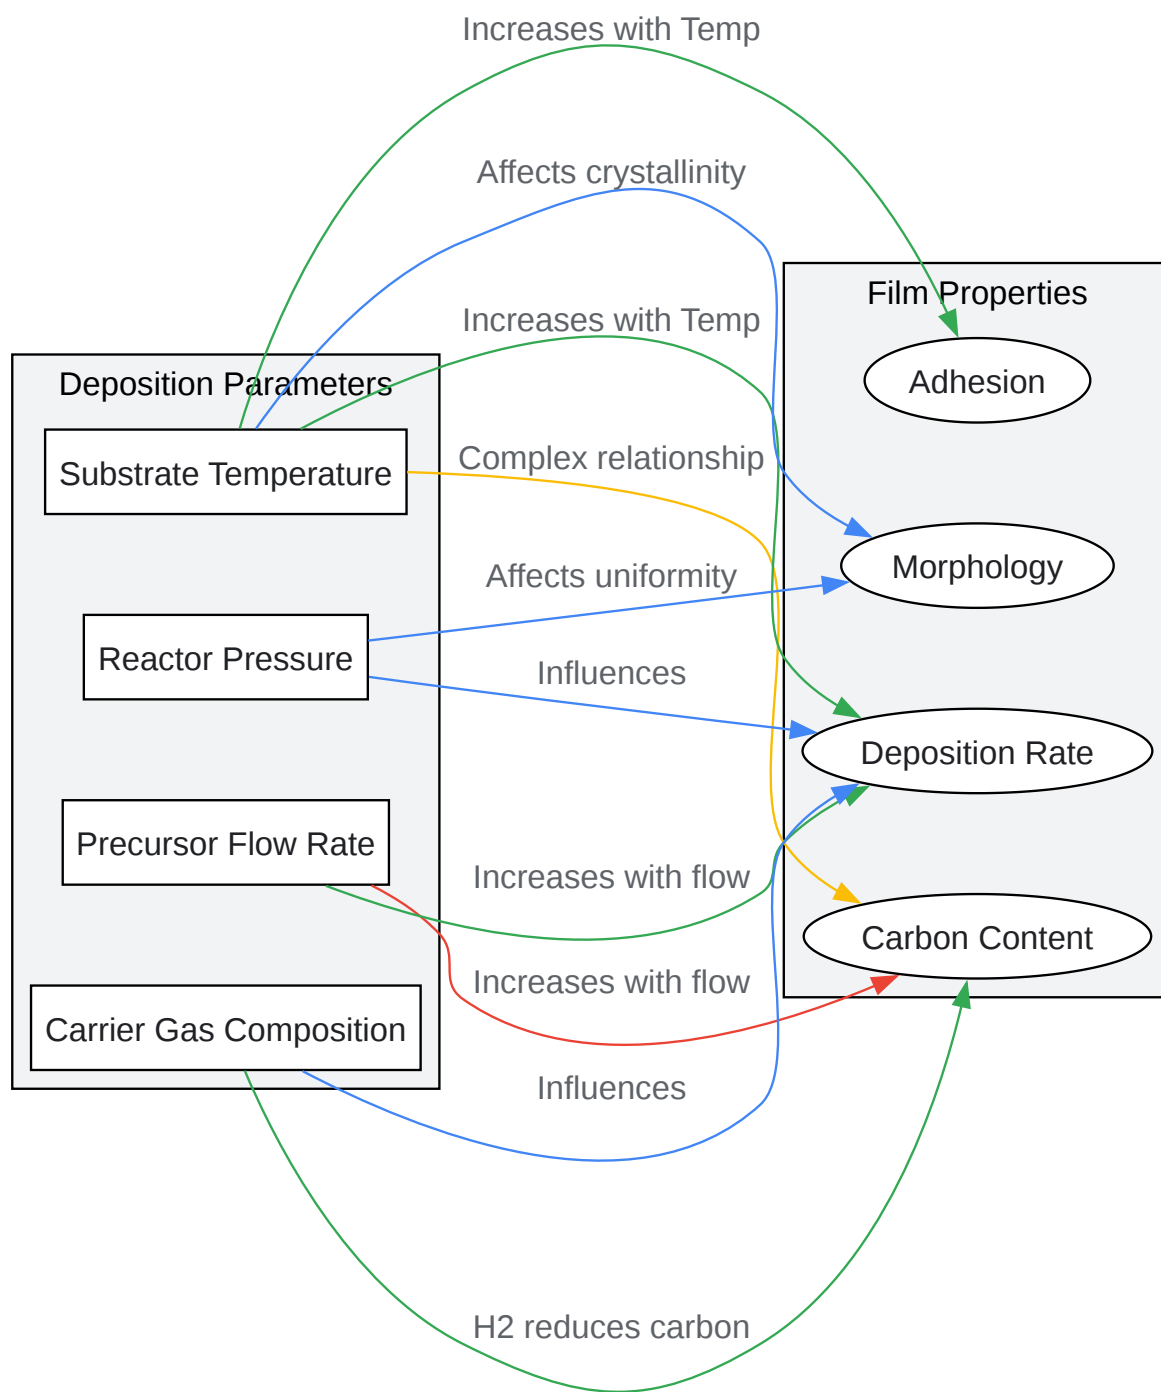 Increases with Temp
Affects crystallinity
Film Properties
Increases with Temp
Deposition Parameters
Adhesion
Complex relationship
Substrate Temperature
Morphology
Affects uniformity
Reactor Pressure
Influences
Deposition Rate
Precursor Flow Rate
Increases with flow
Carbon Content
Increases with flow
Carrier Gas Composition
Influences
H2 reduces carbon